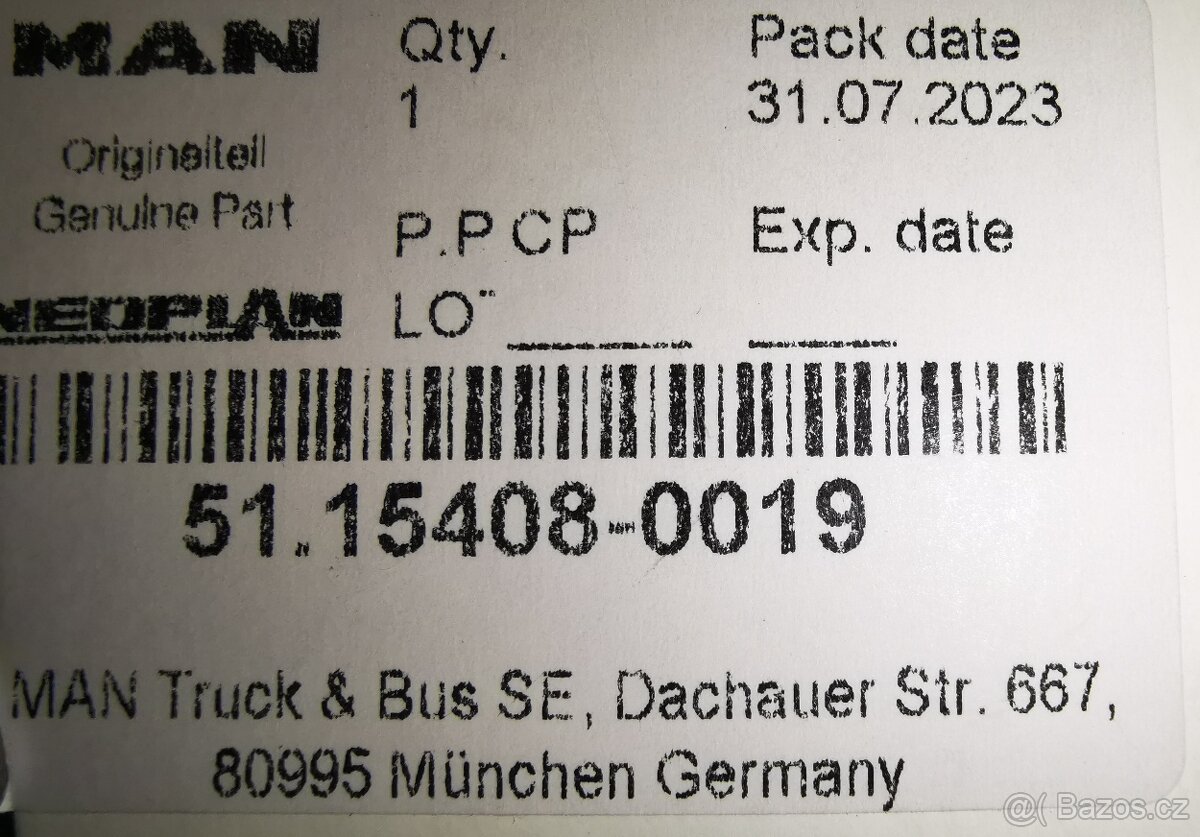 MAN
Originalteil
Genuine Part
NEOPLAN
Qty.
1
P.P CP
LO
Pack date
31.07.2023
Exp. date
51.15408-0019
MAN Truck & Bus SE, Dachauer Str. 667,
80995 München Germany
@( Bazos.cz